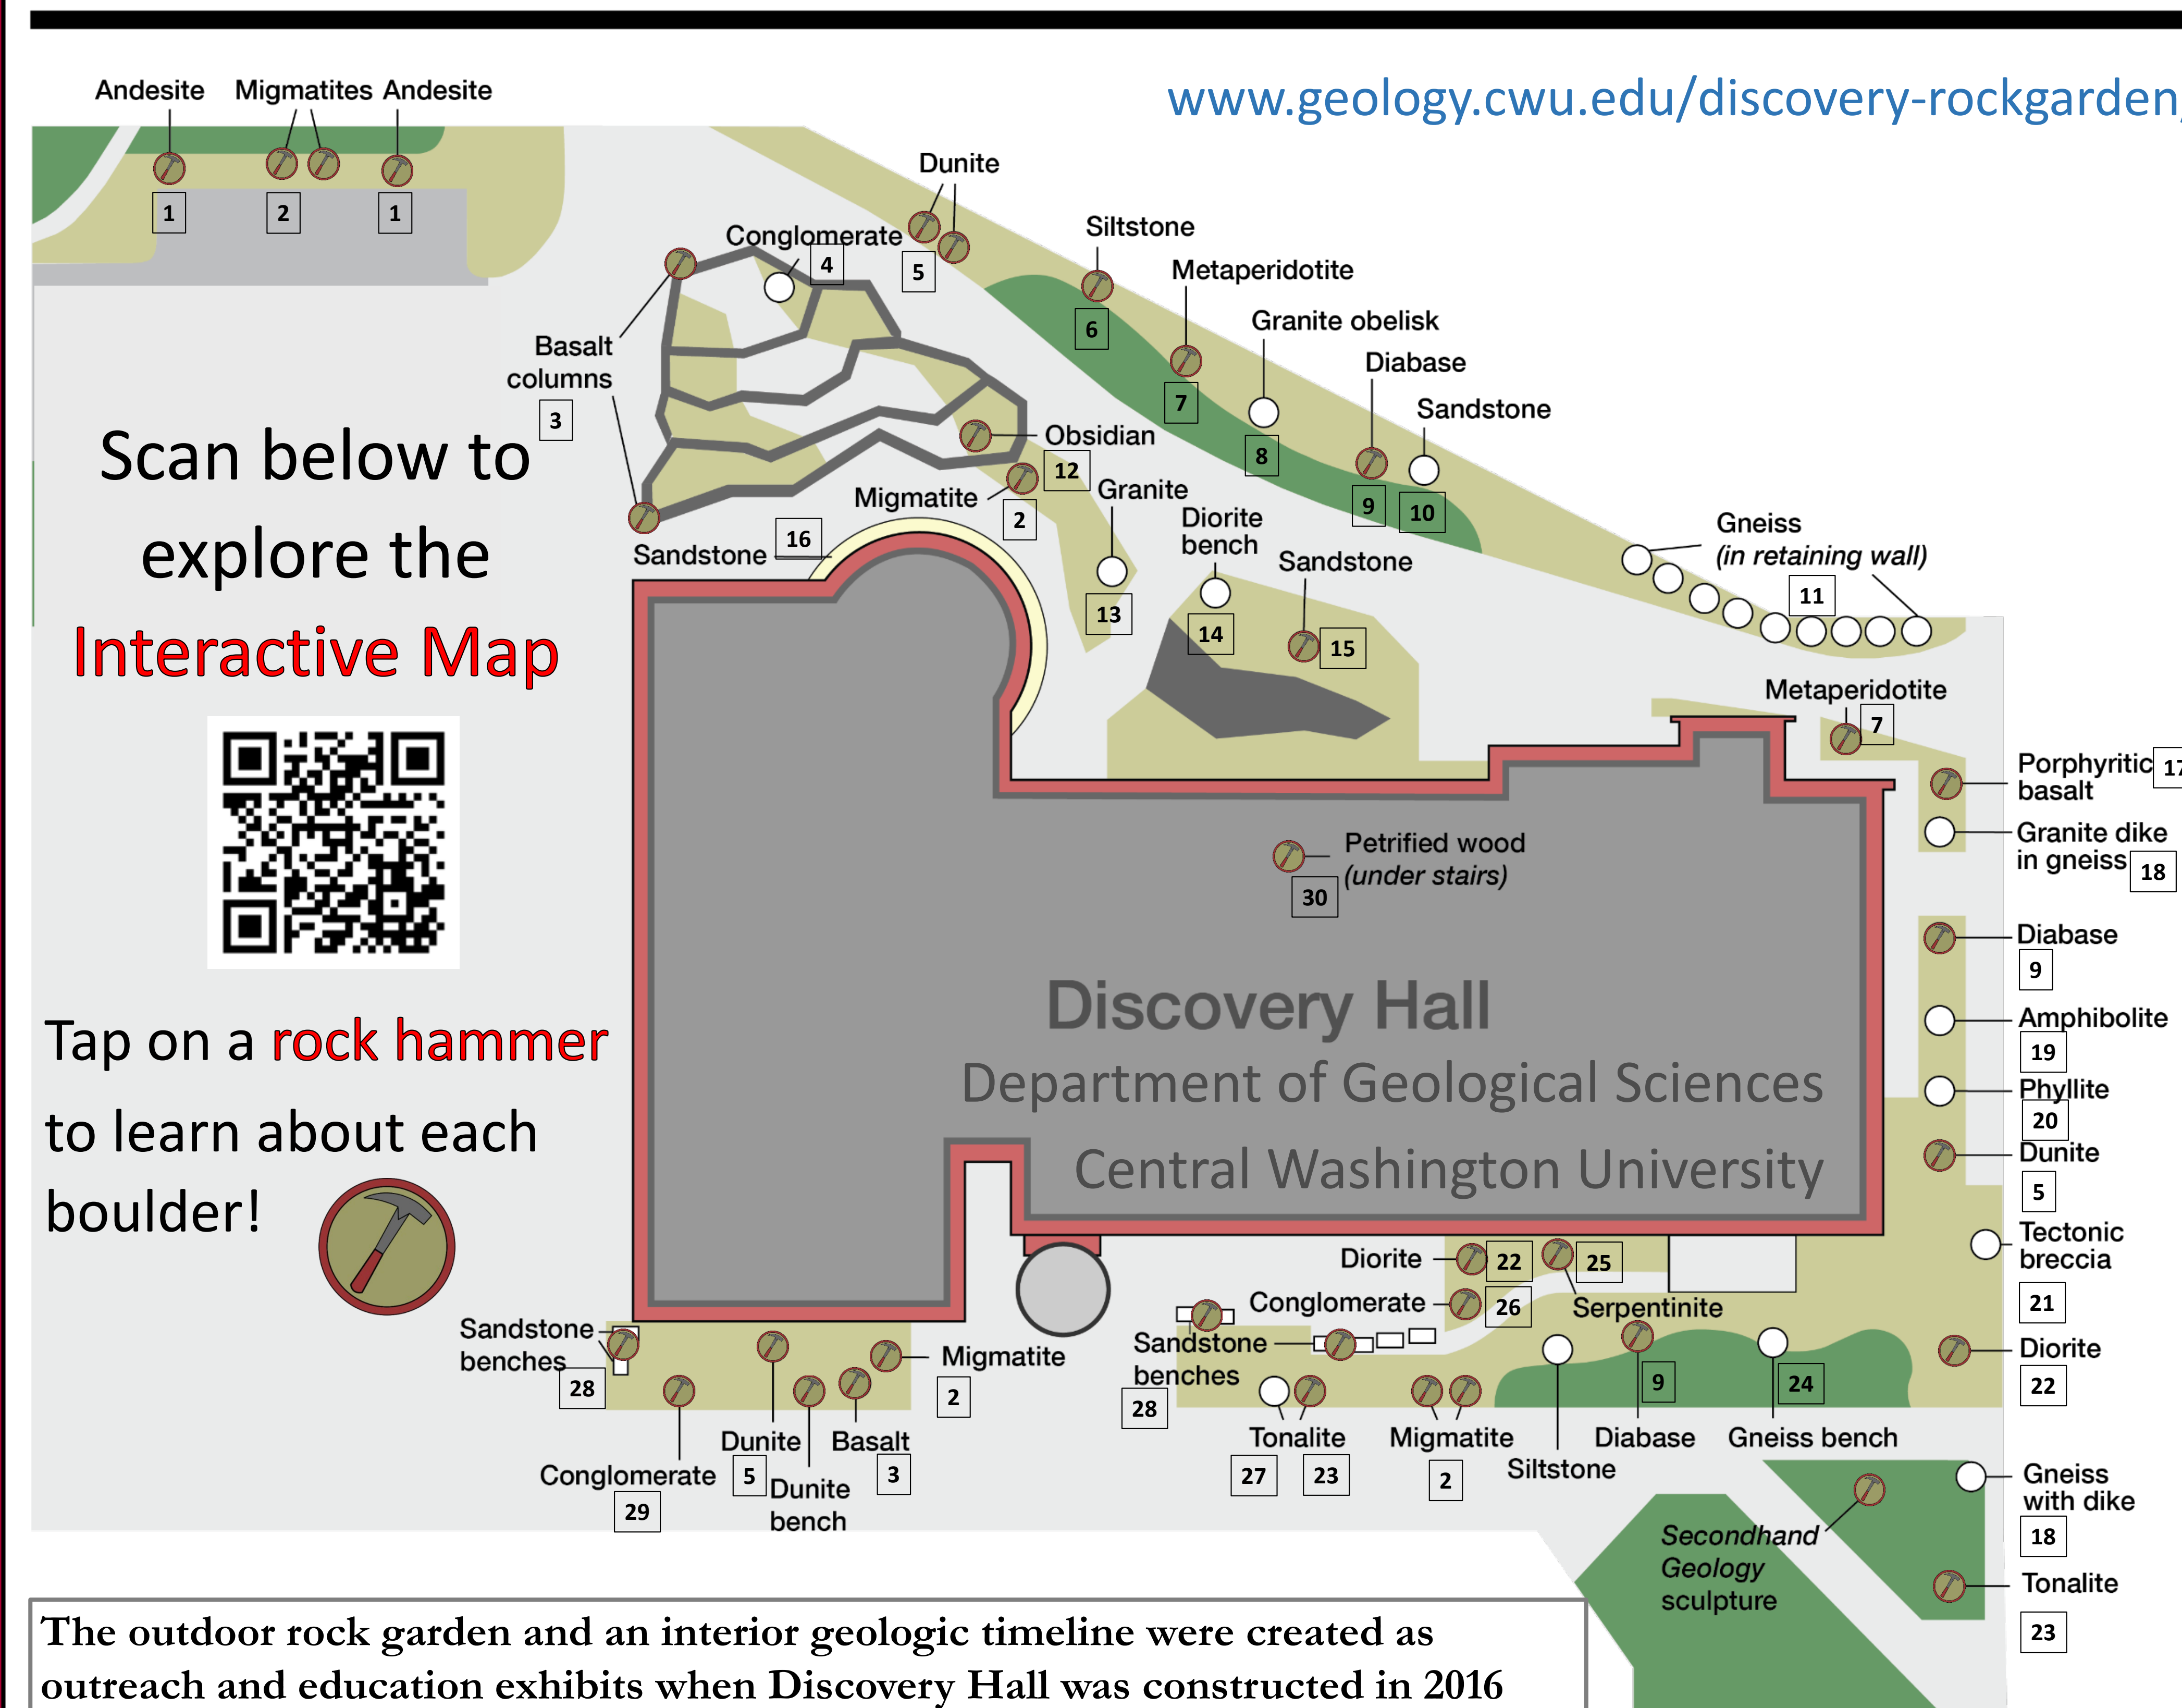 www.geology.cwu.edu/discovery-rockgarden/
Andesite
Migmatites
Andesite
1
2
1
Dunite
5
Conglomerate
4
Siltstone
6
Metaperidotite
7
Granite obelisk
8
Diabase
9
Sandstone
10
Basalt
columns
3
Obsidian
12
Migmatite
2
Granite
13
Diorite
bench
14
Sandstone
15
Sandstone
16
Gneiss
(in retaining wall)
11
Metaperidotite
7
Porphyritic
basalt
17
Granite dike
in gneiss
18
Diabase
9
Amphibolite
19
Phyllite
20
Dunite
5
Tectonic
breccia
21
Diorite
22
Gneiss
with dike
18
Tonalite
23
Scan below to
explore the
Interactive Map
Tap on a rock hammer
to learn about each
boulder!
Petrified wood
(under stairs)
30
Discovery Hall
Department of Geological Sciences
Central Washington University
Diorite
22
25
Serpentinite
Conglomerate
26
Sandstone
benches
28
Sandstone
benches
28
Migmatite
2
Conglomerate
29
Dunite
5
Dunite
bench
Basalt
3
Tonalite
27
23
Migmatite
2
Siltstone
Diabase
9
Gneiss bench
24
Secondhand
Geology
sculpture
The outdoor rock garden and an interior geologic timeline were created as
outreach and education exhibits when Discovery Hall was constructed in 2016